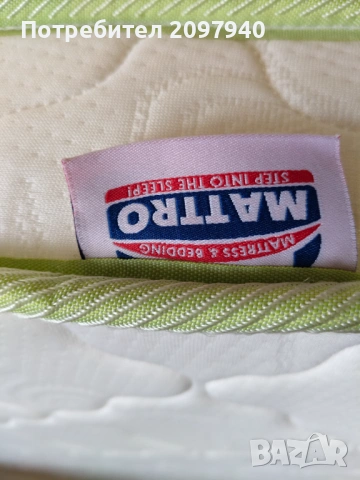 Потребител 2097940
MATTRESS & BEDDING
MATTRO
STEP INTO THE SLEEP!
BAZAR